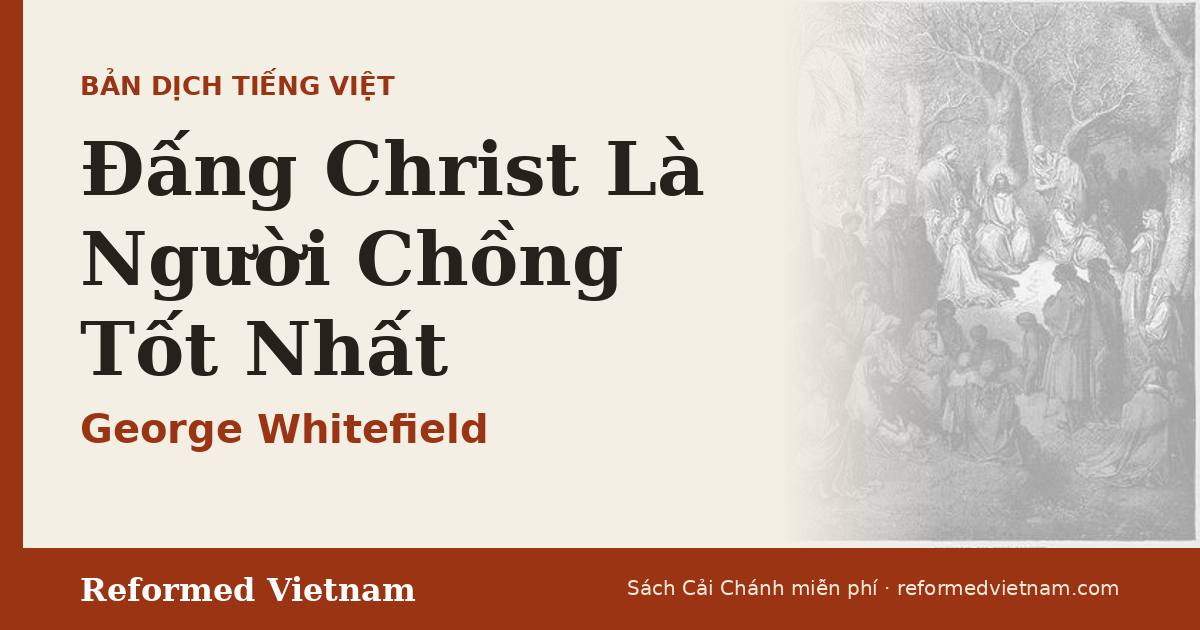 BẢN DỊCH TIẾNG VIỆT
Đấng Christ Là
Người Chồng
Tốt Nhất
George Whitefield
Reformed Vietnam
Sách Cải Chánh miễn phí · reformedvietnam.com